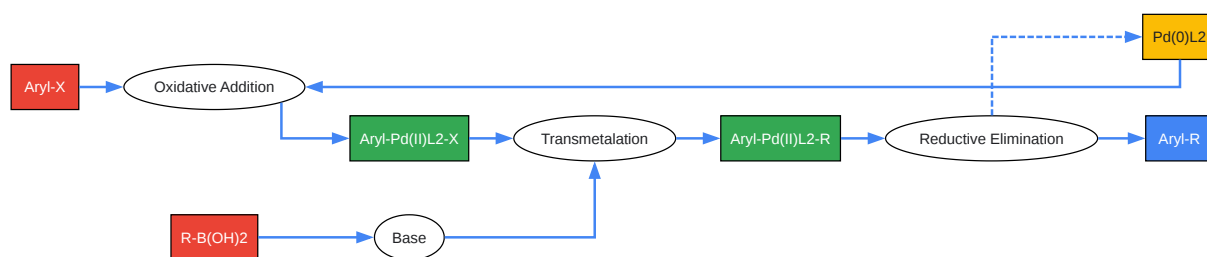 Pd(0)L2
Aryl-X
Oxidative Addition
Aryl-Pd(II)L2-X
Transmetalation
Aryl-Pd(II)L2-R
Reductive Elimination
Aryl-R
R-B(OH)2
Base